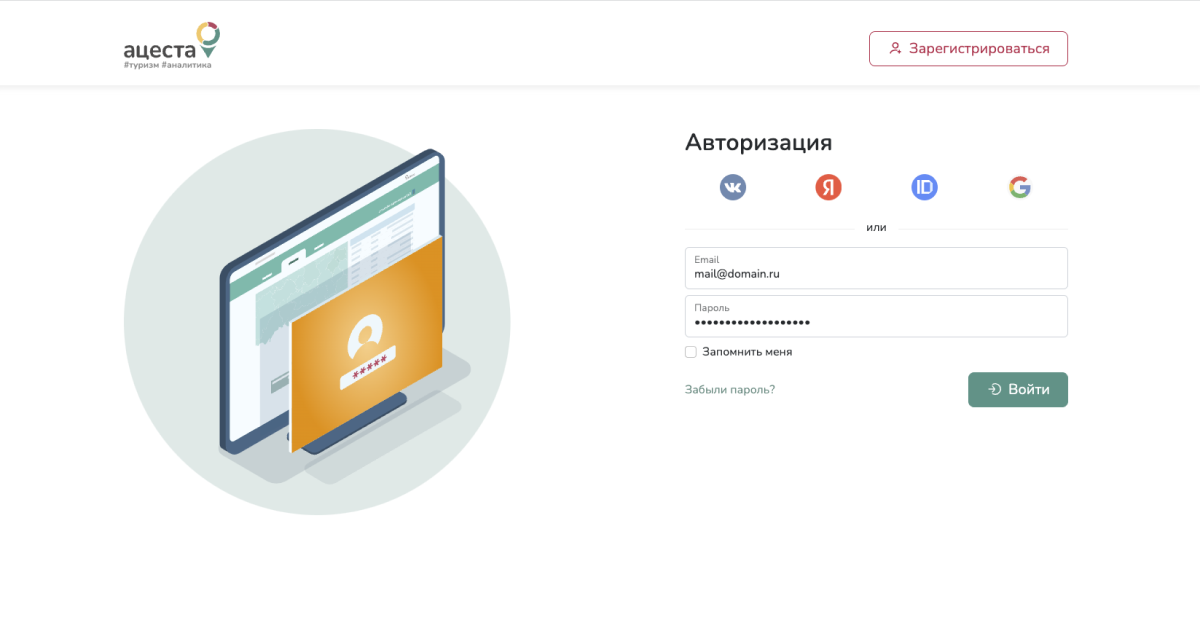 ацеста
#туризм #аналитика
Зарегистрироваться
Авторизация
или
Email
mail@domain.ru
Пароль
•••••••••••••••••••
Запомнить меня
Забыли пароль?
Войти
*****